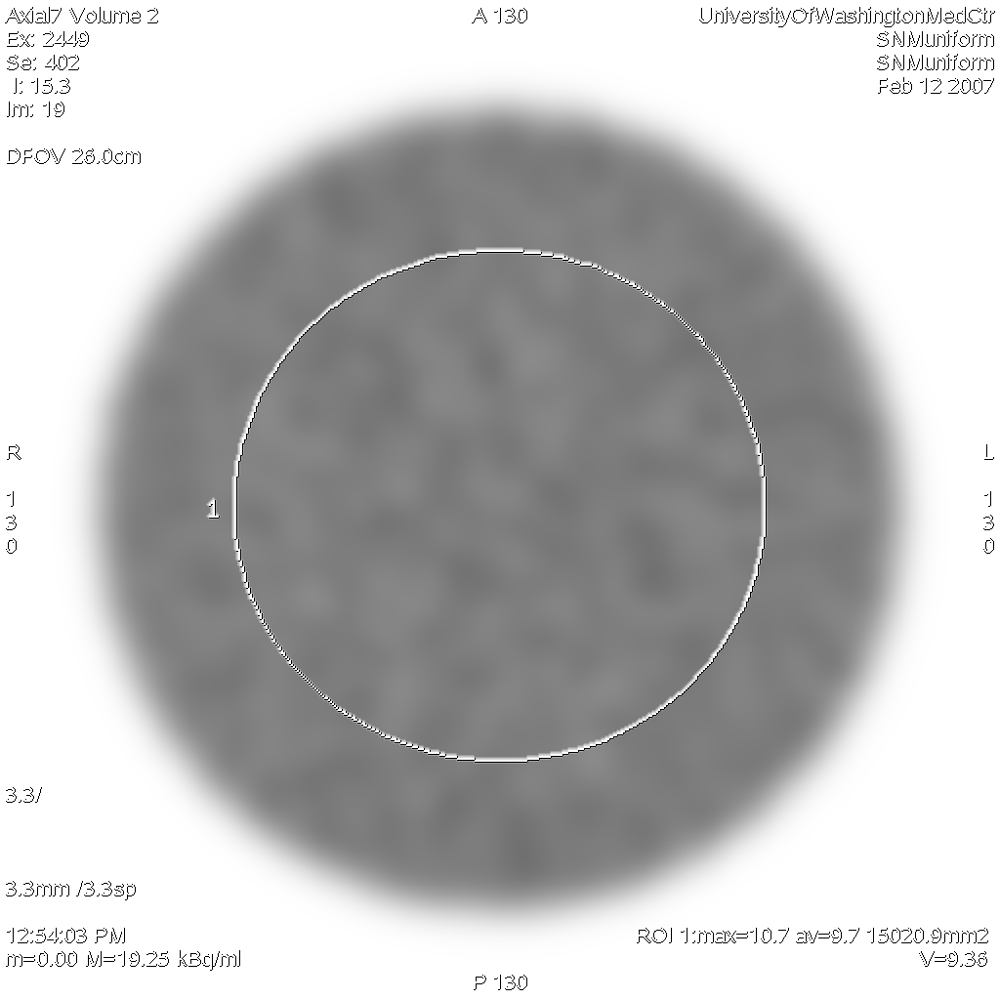 Axial7 Volume 2
A 130
UniversityOfWashingtonMedCtr
Ex: 2449
SNMuniform
Se: 402
SNMuniform
I: 15.3
Feb 12 2007
Im: 19
DFOV 26.0cm
R
L
1
3
0
1
3
0
1
3.3/
3.3mm /3.3sp
12:54:03 PM
ROI 1:max=10.7 av=9.7 15020.9mm2
m=0.00 M=19.25 kBq/ml
V=9.36
P 130